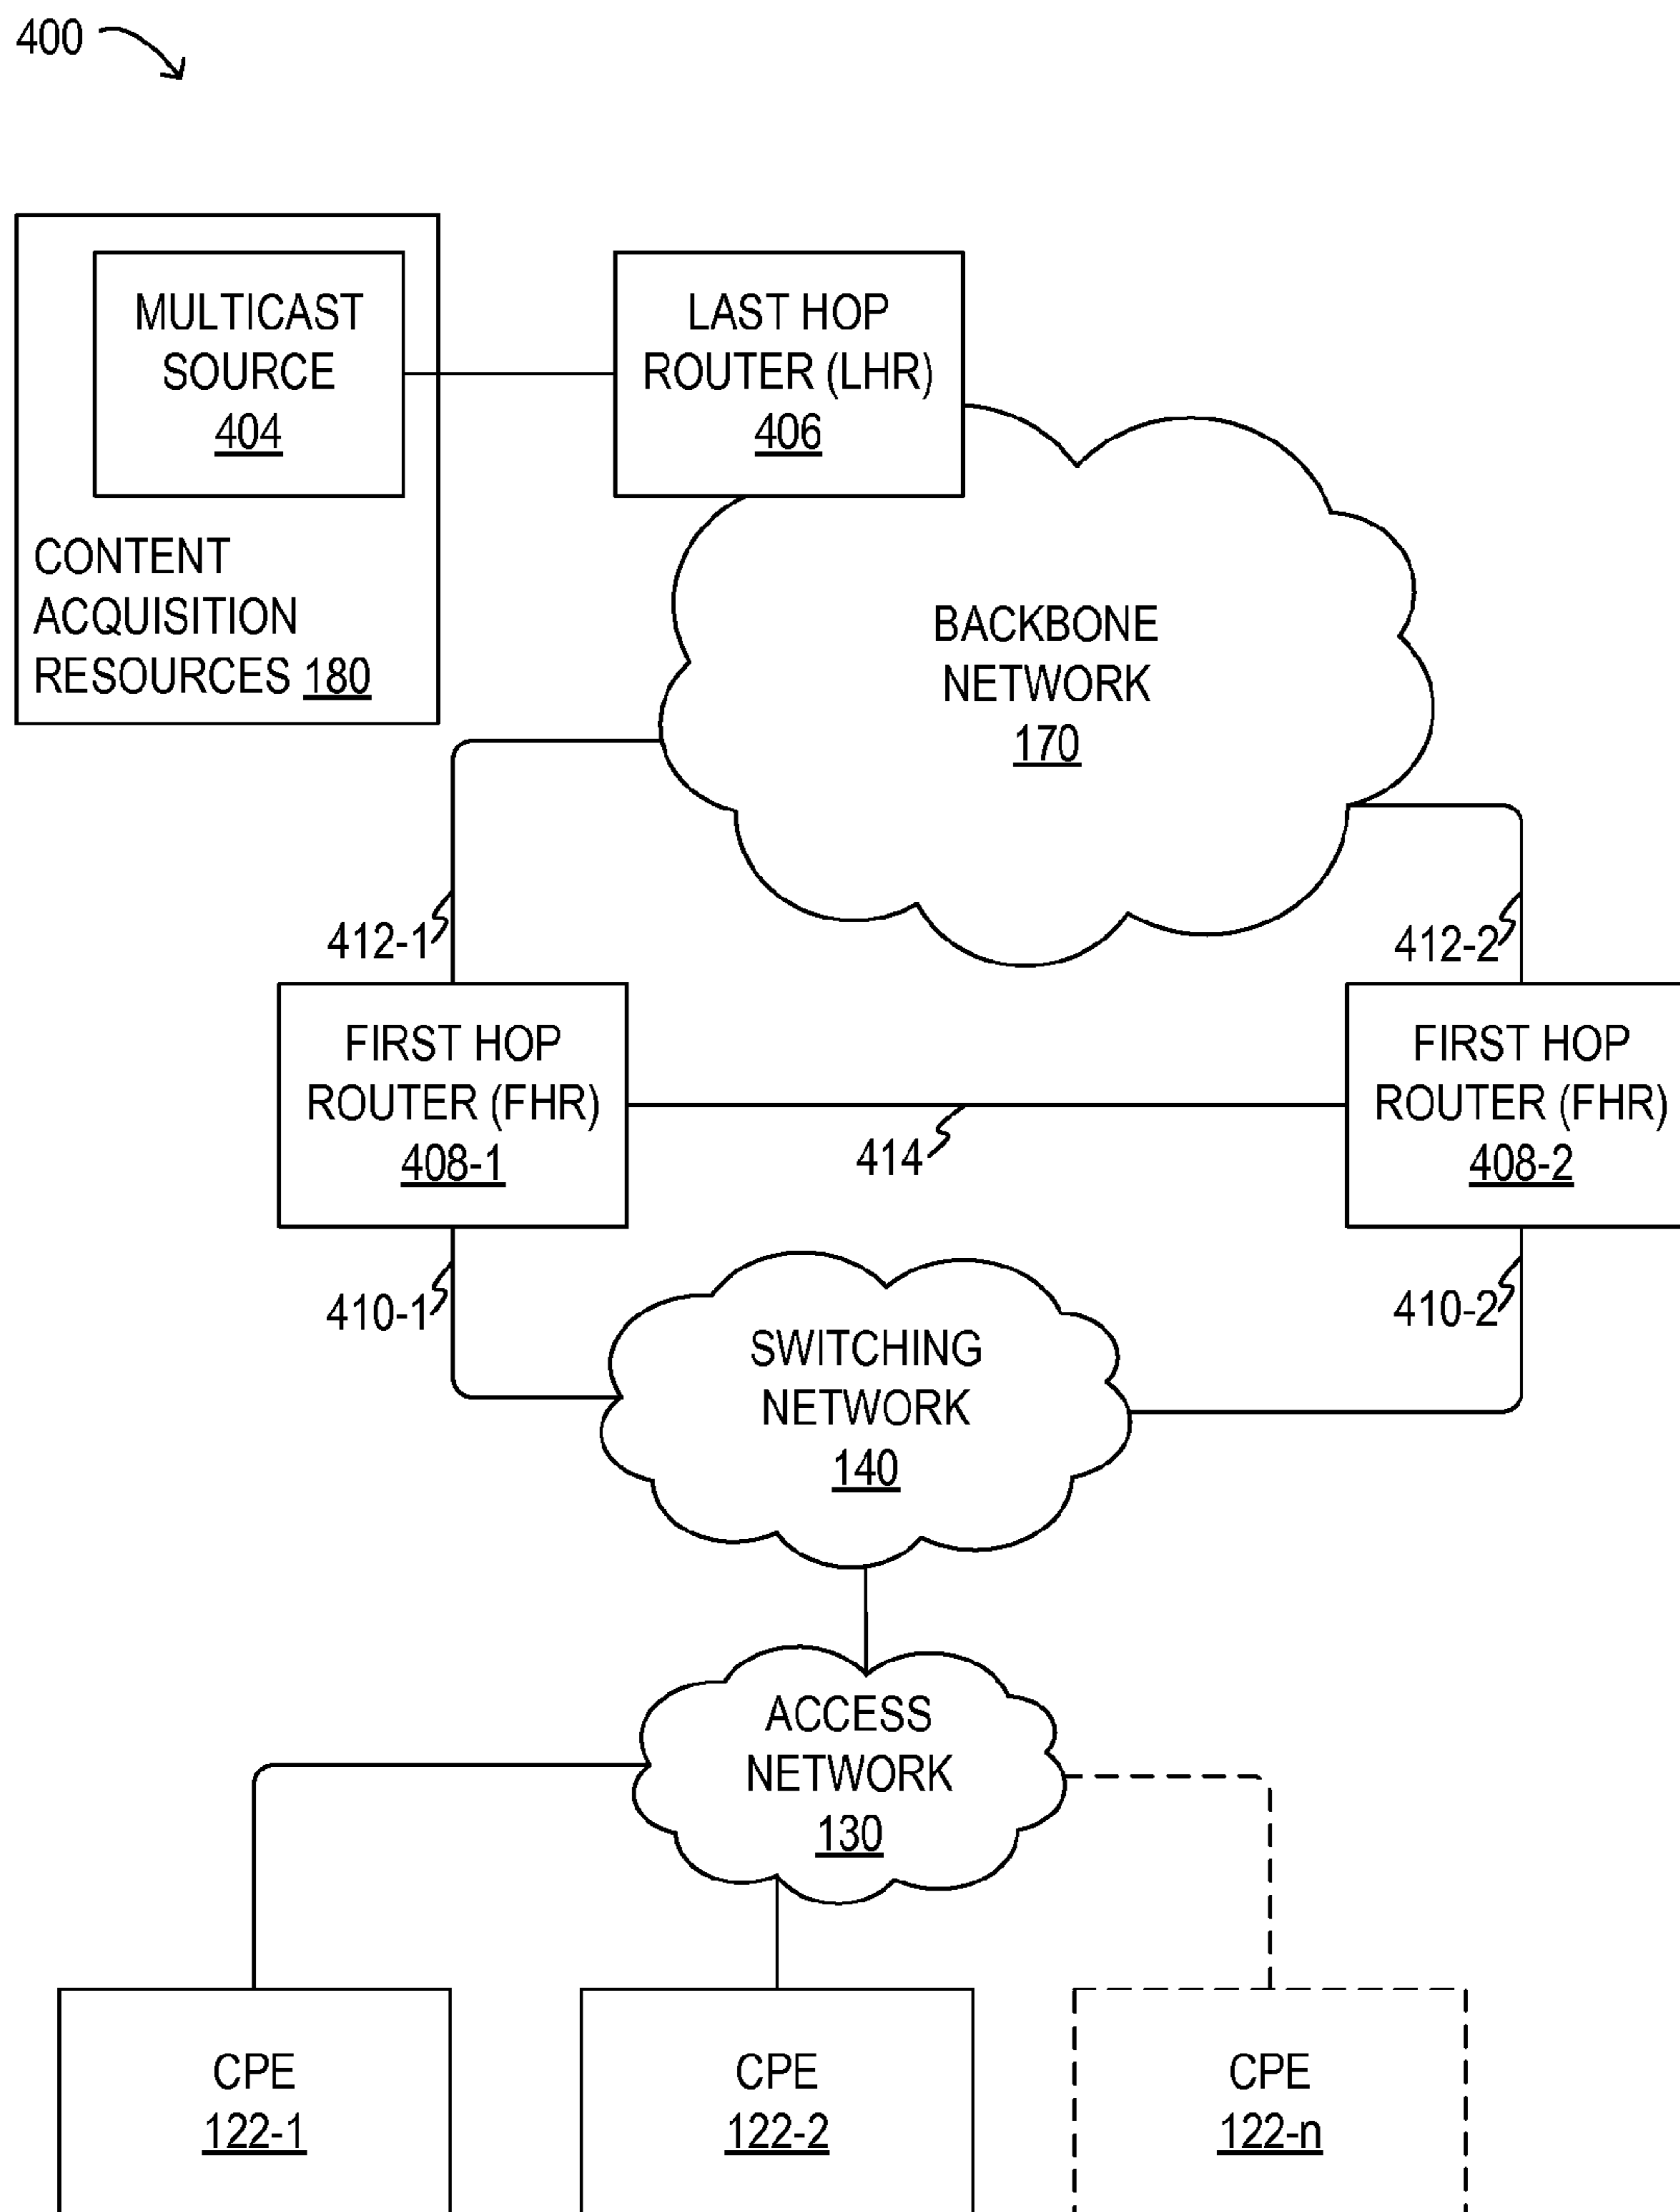 400
MULTICAST
SOURCE
404
CONTENT
ACQUISITION
RESOURCES 180
LAST HOP
ROUTER (LHR)
406
BACKBONE
NETWORK
170
412-1
412-2
FIRST HOP
ROUTER (FHR)
408-1
414
FIRST HOP
ROUTER (FHR)
408-2
410-1
410-2
SWITCHING
NETWORK
140
ACCESS
NETWORK
130
CPE
122-1
CPE
122-2
CPE
122-n